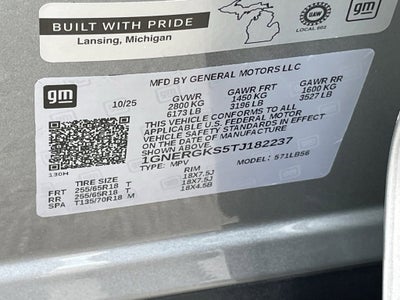 BUILT WITH PRIDE
Lansing, Michigan
UAW
LOCAL 602
gm
gm
MFD BY GENERAL MOTORS LLC
10/25
GVWR GAWR FRT GAWR RR
2800 KG 1450 KG 1600 KG
6173 LB 3196 LB 3527 LB
THIS VEHICLE CONFORMS TO ALL
APPLICABLE U.S. FEDERAL MOTOR
VEHICLE SAFETY STANDARDS IN EFFECT
ON THE DATE OF MANUFACTURE
SHOWN ABOVE.
1GNERGKS5TJ182237
130H TYPE: MPV MODEL: 571LB56
TIRE SIZE RIM
FRT 255/65R18 T 18X7.5J
RR 255/65R18 T 18X7.5J
SPA T135/70R18 M 18X4.5B